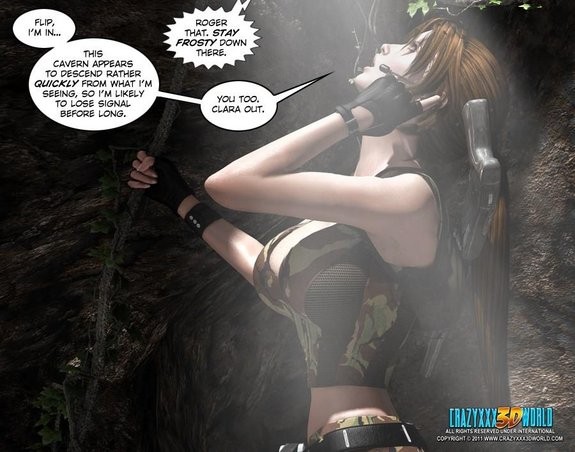 FLIP,
I'M IN...
THIS
CAVERN APPEARS
TO DESCEND RATHER
QUICKLY FROM WHAT I'M
SEEING, SO I'M LIKELY
TO LOSE SIGNAL
BEFORE LONG.
ROGER
THAT. STAY
FROSTY DOWN
THERE.
YOU TOO.
CLARA OUT.
CRAZYXXX3DWORLD
ALL RIGHTS RESERVED UNDER INTERNATIONAL
COPYRIGHT © 2011 WWW.CRAZYXXX3DWORLD.COM